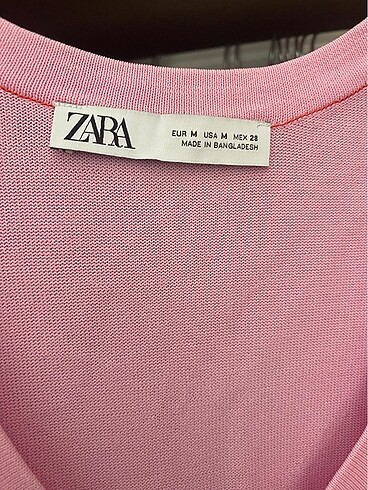 ZARA
EUR M USA M MEX 28
MADE IN BANGLADESH